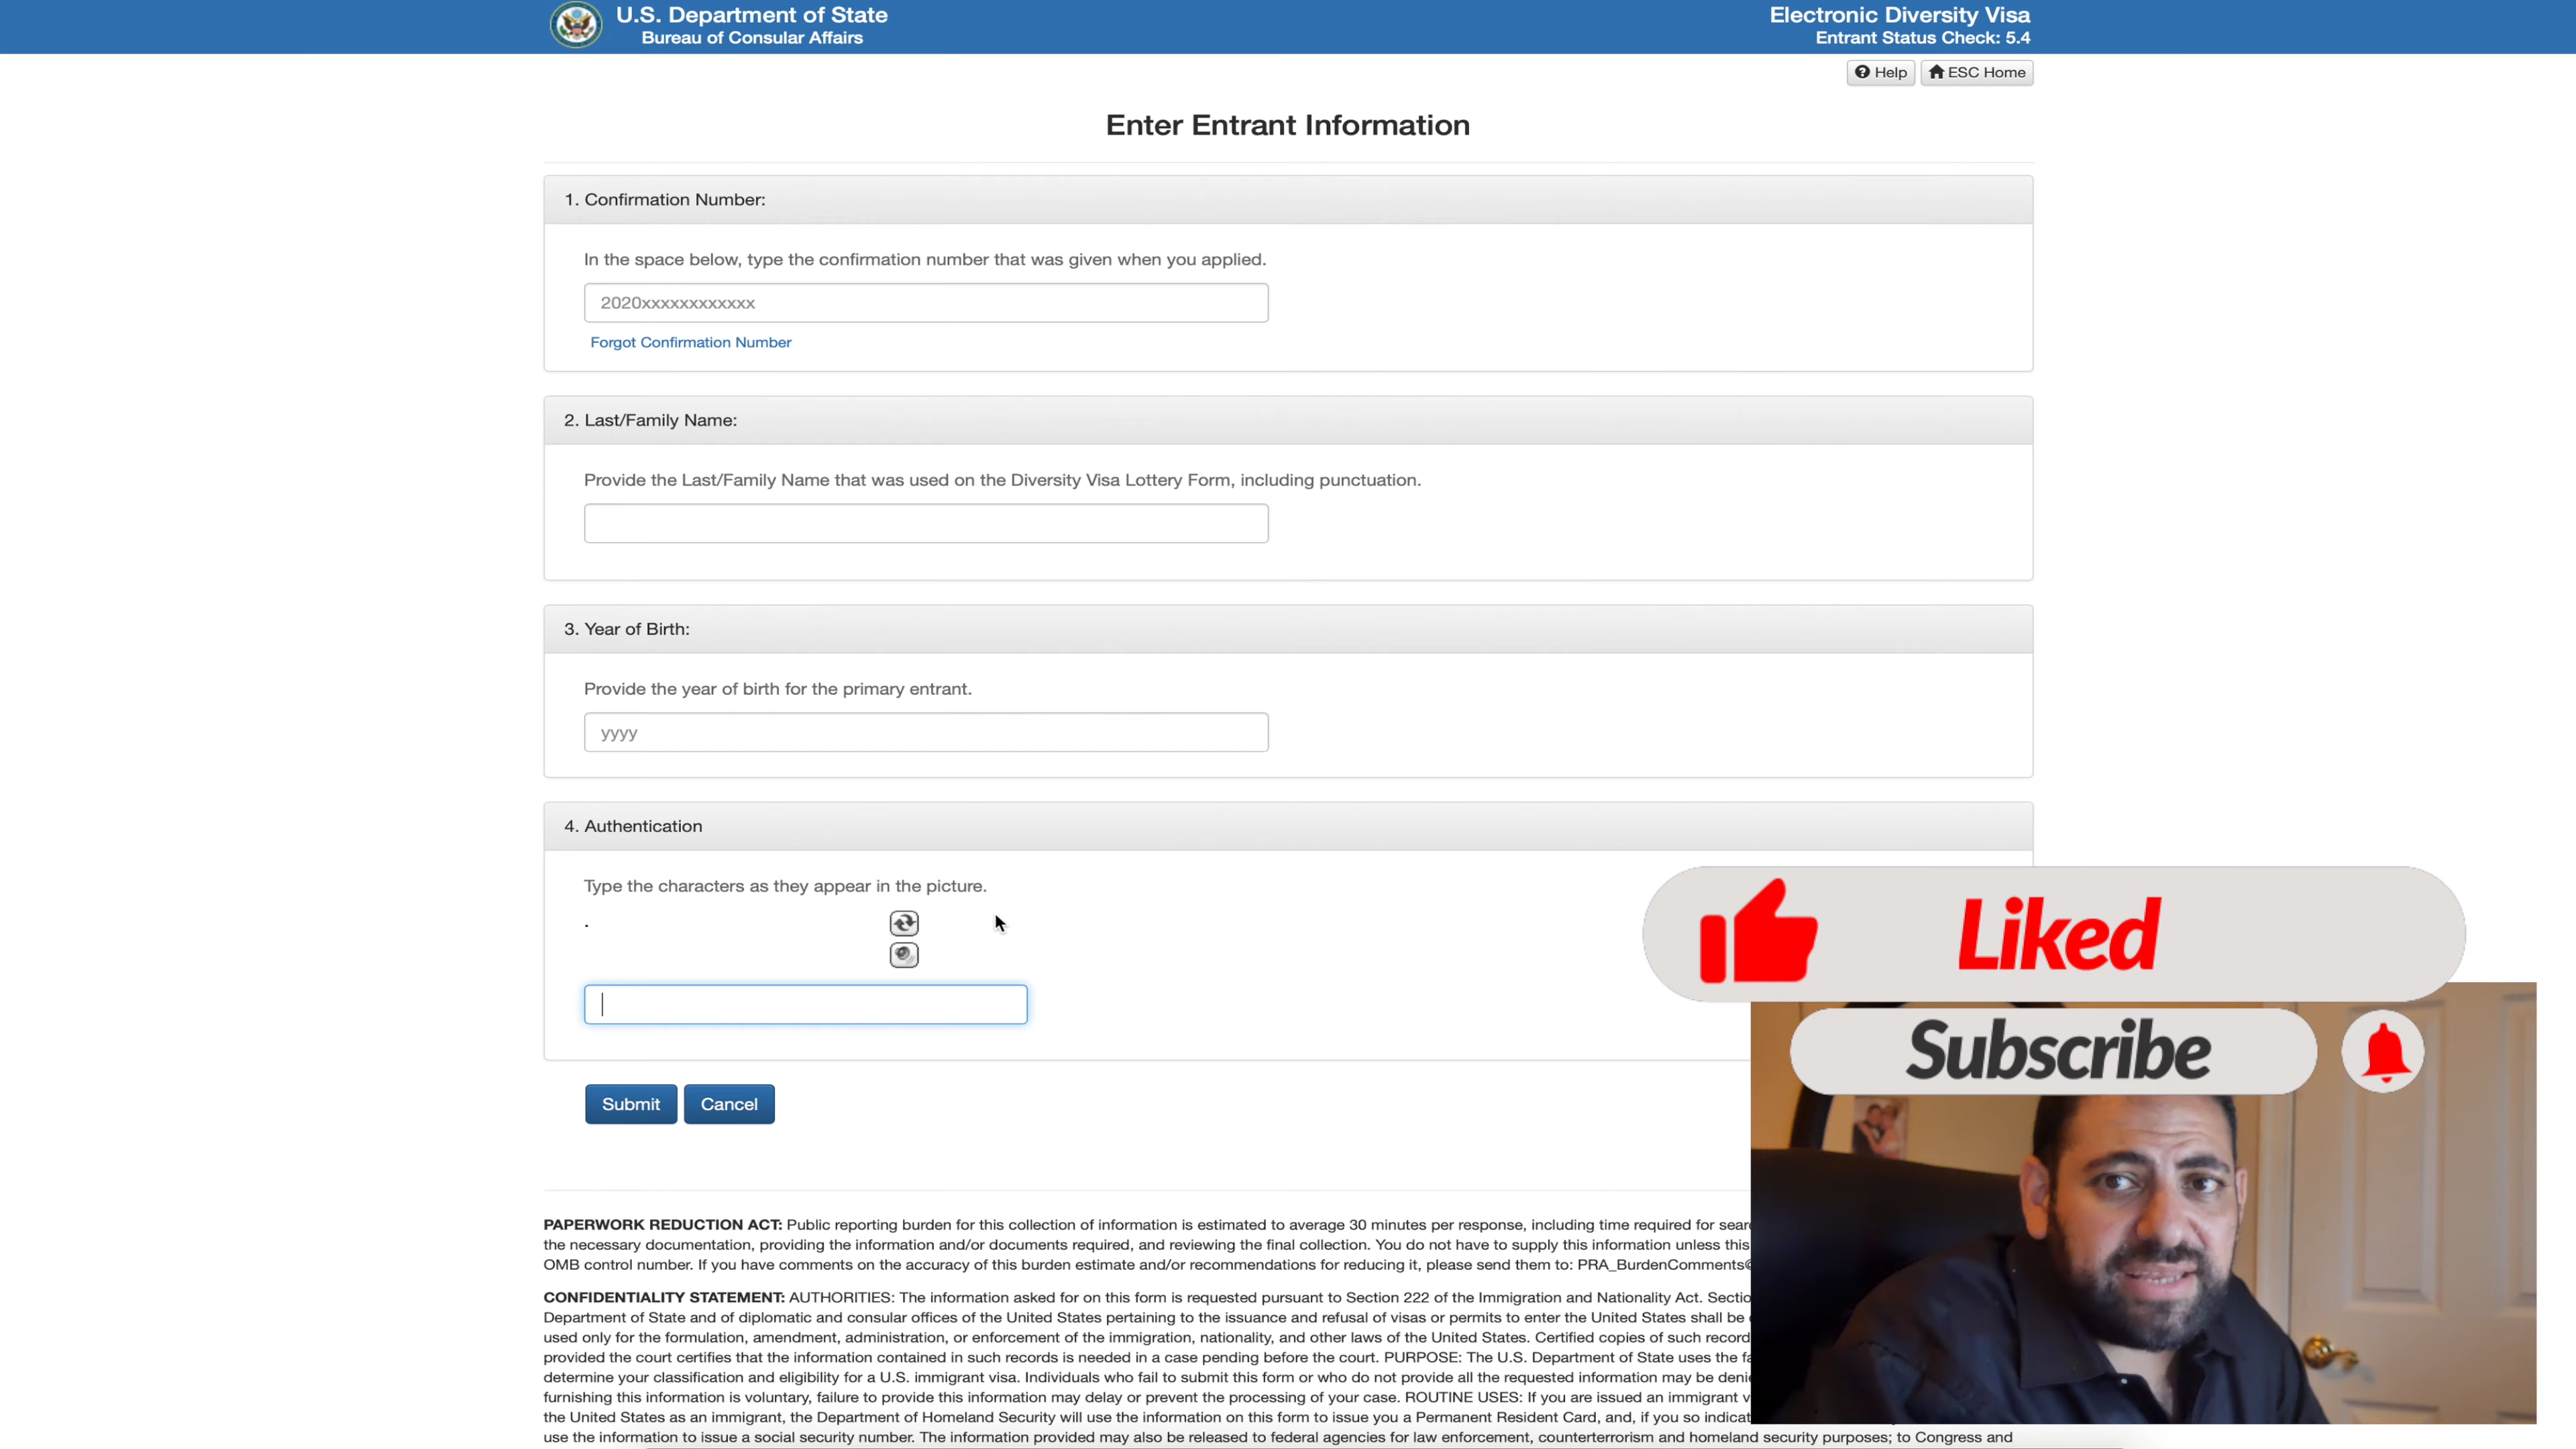 U.S. Department of State
Bureau of Consular Affairs
Electronic Diversity Visa
Entrant Status Check: 5.4
Help
ESC Home
Enter Entrant Information
1. Confirmation Number:
In the space below, type the confirmation number that was given when you applied.
2020xxxxxxxxxxxx
Forgot Confirmation Number
2. Last/Family Name:
Provide the Last/Family Name that was used on the Diversity Visa Lottery Form, including punctuation.
3. Year of Birth:
Provide the year of birth for the primary entrant.
yyyy
4. Authentication
Type the characters as they appear in the picture.
.
Liked
Subscribe
Submit
Cancel
PAPERWORK REDUCTION ACT: Public reporting burden for this collection of information is estimated to average 30 minutes per response, including time required for
the necessary documentation, providing the information and/or documents required, and reviewing the final collection. You do not have to supply this information unless this
OMB control number. If you have comments on the accuracy of this burden estimate and/or recommendations for reducing it, please send them to:
CONFIDENTIALITY STATEMENT: AUTHORITIES: The information asked for on this form is requested pursuant to Section 222 of the Immigration and Nationality Act.
Department of State and of diplomatic and consular offices of the United States pertaining to the issuance and refusal of visas or permits to enter the United States shall be
used only for the formulation, amendment, administration, or enforcement of the immigration, nationality, and other laws of the United States. Certified copies of such
provided the court certifies that the information contained in such records is needed in a case pending before the court. PURPOSE: The U.S. Department of State uses the
determine your classification and eligibility for a U.S. immigrant visa. Individuals who fail to submit this form or who do not provide all the requested information may be
furnishing this information is voluntary, failure to provide this information may delay or prevent the processing of your case. ROUTINE USES: If you are issued an immigrant
the United States as an immigrant, the Department of Homeland Security will use the information on this form to issue you a Permanent Resident Card, and, if you so
use the information to issue a social security number. The information provided may also be released to federal agencies for law enforcement, counterterrorism and homeland security purposes; to Congress and